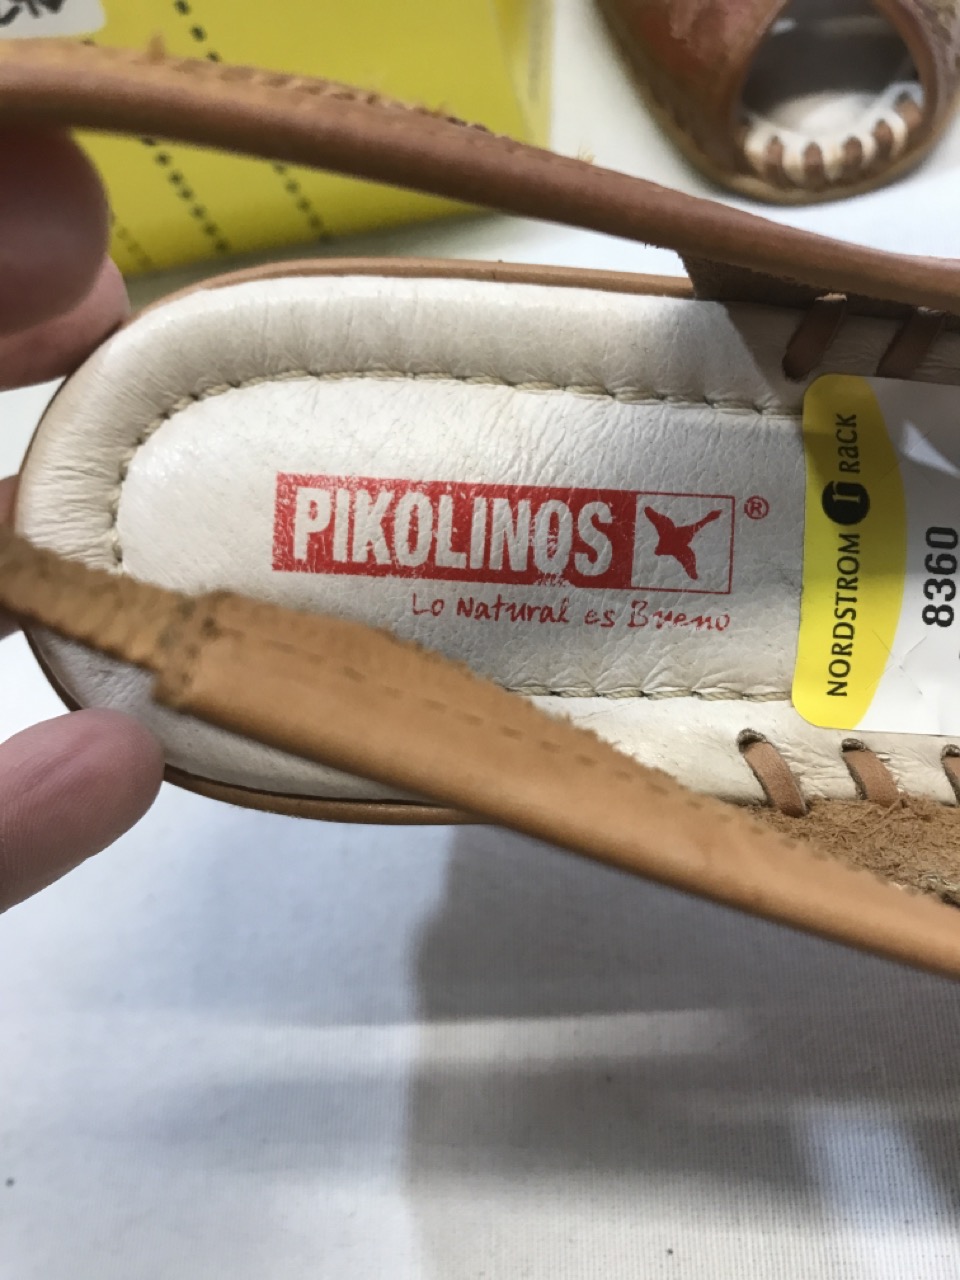 PIKOLINOS ®
Lo Natural es Bueno
NORDSTROM rack
8360